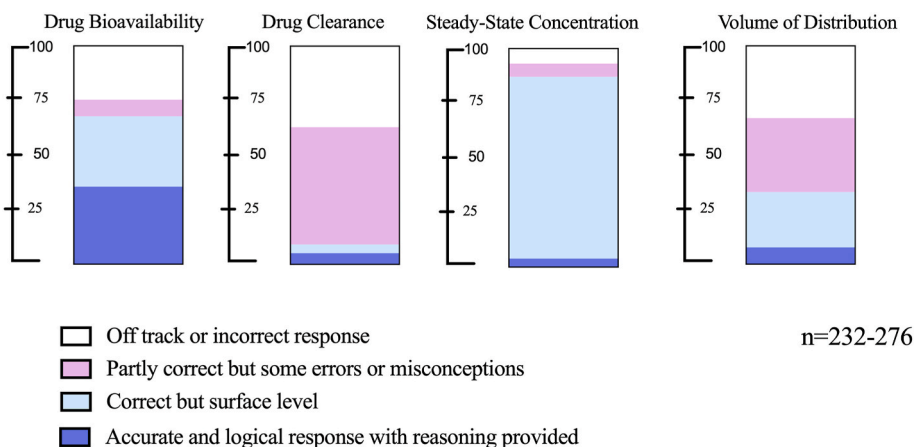 Drug Bioavailability
Drug Clearance
Steady-State Concentration
Volume of Distribution
100
75
50
25
100
75
50
25
100
75
50
25
100
75
50
25
Off track or incorrect response
n=232-276
Partly correct but some errors or misconceptions
Correct but surface level
Accurate and logical response with reasoning provided